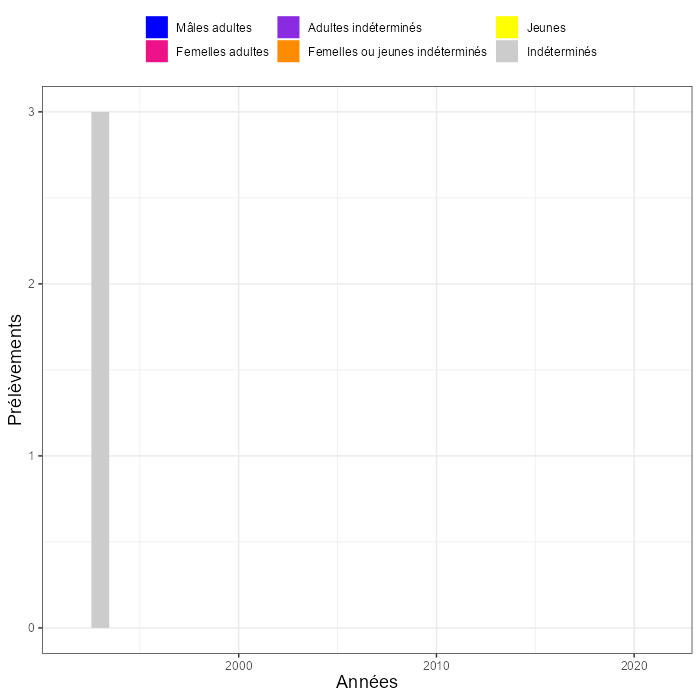 Mâles adultes Adultes indéterminés Jeunes
Femelles adultes Femelles ou jeunes indéterminés Indéterminés
3
2
1
0
Prélèvements
2000 2010 2020
Années